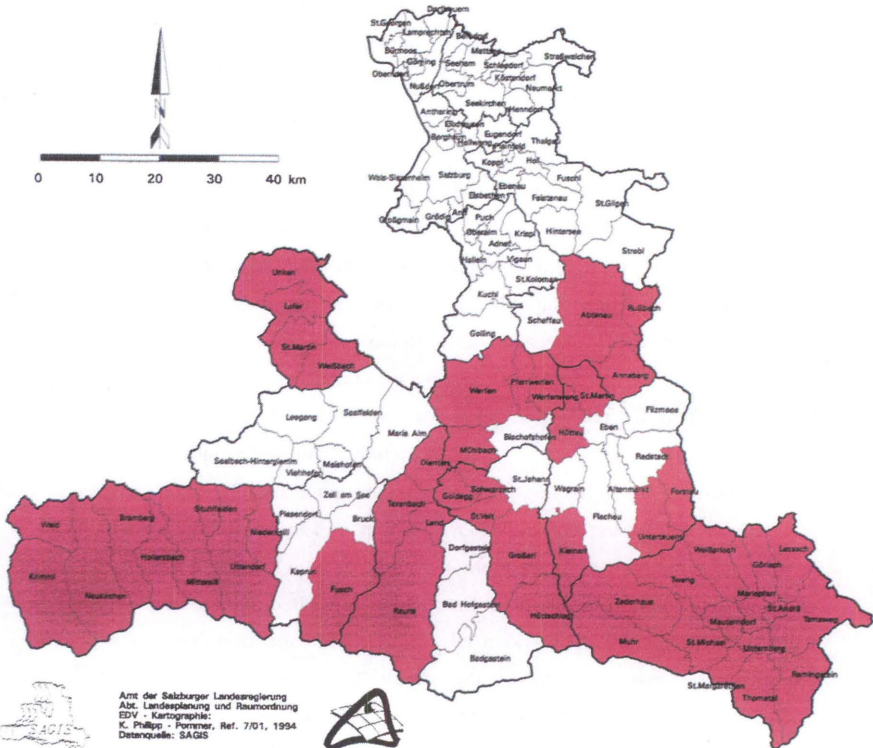 Dorfbeuern
St.Georgen
Lamprechtsh.
Berndorf
Bürmoos
Mattsee
Göming
Seeham
Schleedorf
Straßwalchen
Oberndorf
Köstendorf
Nußdorf
Obertrum
Neumarkt
Seekirchen
Henndorf
Anthering
Elixhausen
Bergheim
Hallwang
Eugendorf
Plainfeld
Thalgau
Koppl
Hof
Wals-Siezenheim
Salzburg
Fuschl
Ebenau
Elsbethen
Faistenau
St.Gilgen
Großgmain
Grödig
Anif
Puch
Oberalm
Krispl
Hintersee
Adnet
Strobl
Hallein
Vigaun
St.Koloman
Kuchl
Scheffau
Golling
Abtenau
Rußbach
Annaberg
N
0 10 20 30 40 km
Unken
Lofer
St.Martin
Weißbach
Werfen
Pfarrwerfen
Werfenweng
St.Martin
Filzmoos
Leogang
Saalfelden
Maria Alm
Bischofshofen
Hüttau
Eben
Mühlbach
Radstadt
Saalbach-Hinterglemm
Maishofen
Viehhofen
Dienten
St.Johann
Schwarzach
Goldegg
Wagrain
Altenmarkt
Forstau
Zell am See
Piesendorf
Taxenbach
St.Veit
Flachau
Bruck
Lend
Untertauern
Wald
Bramberg
Stuhlfelden
Niedernsill
Dorfgastein
Großarl
Kleinarl
Weißpriach
Lessach
Krimml
Hollersbach
Uttendorf
Kaprun
Göriach
Neukirchen
Mittersill
Fusch
Rauris
Bad Hofgastein
Hüttschlag
Tweng
Mariapfarr
Zederhaus
St.Andrä
Mauterndorf
Tamsweg
Muhr
St.Michael
Unternberg
Badgastein
St.Margarethen
Ramingstein
Thomatal
SAGIS
Amt der Salzburger Landesregierung
Abt. Landesplanung und Raumordnung
EDV - Kartographie:
K. Philipp - Pommer, Ref. 7/01, 1994
Datenquelle: SAGIS